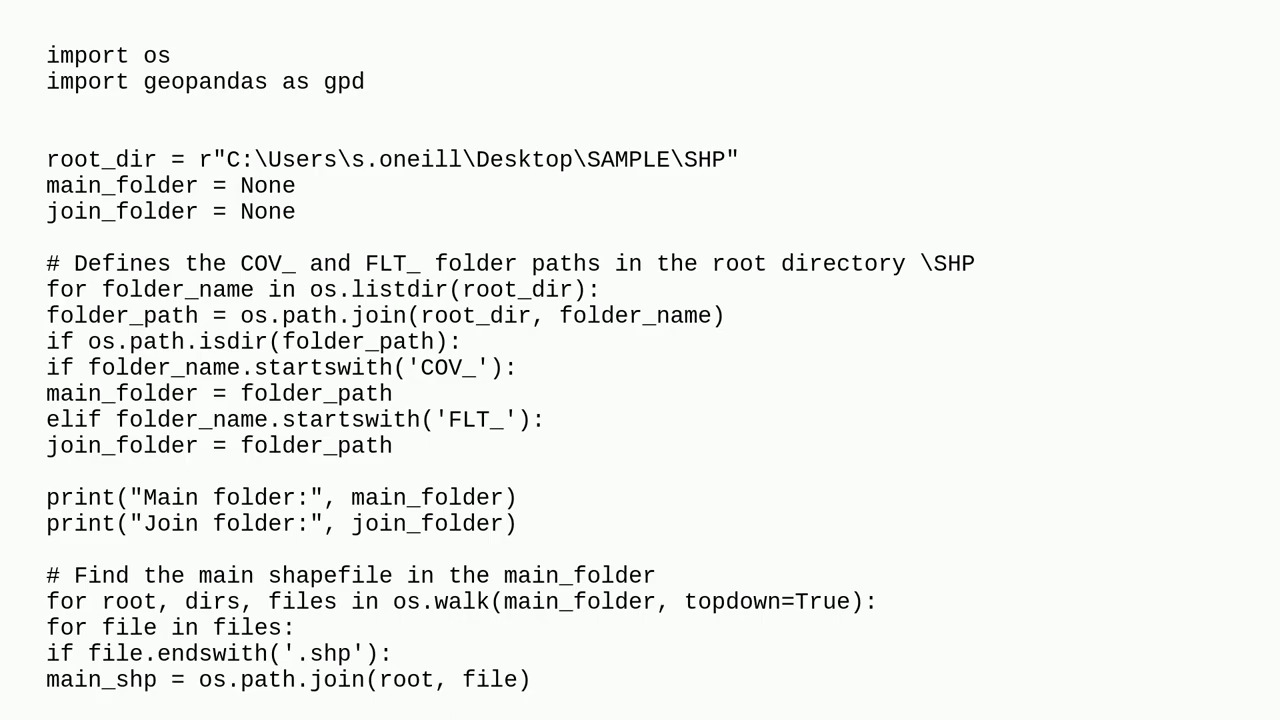 import os
import geopandas as gpd
root_dir = r"C:\Users\s.oneill\Desktop\SAMPLE\SHP"
main_folder = None
join_folder = None
# Defines the COV_ and FLT_ folder paths in the root directory \SHP
for folder_name in os.listdir(root_dir):
folder_path = os.path.join(root_dir, folder_name)
if os.path.isdir(folder_path):
if folder_name.startswith('COV_'):
main_folder = folder_path
elif folder_name.startswith('FLT_'):
join_folder = folder_path
print("Main folder:", main_folder)
print("Join folder:", join_folder)
# Find the main shapefile in the main_folder
for root, dirs, files in os.walk(main_folder, topdown=True):
for file in files:
if file.endswith('.shp'):
main_shp = os.path.join(root, file)